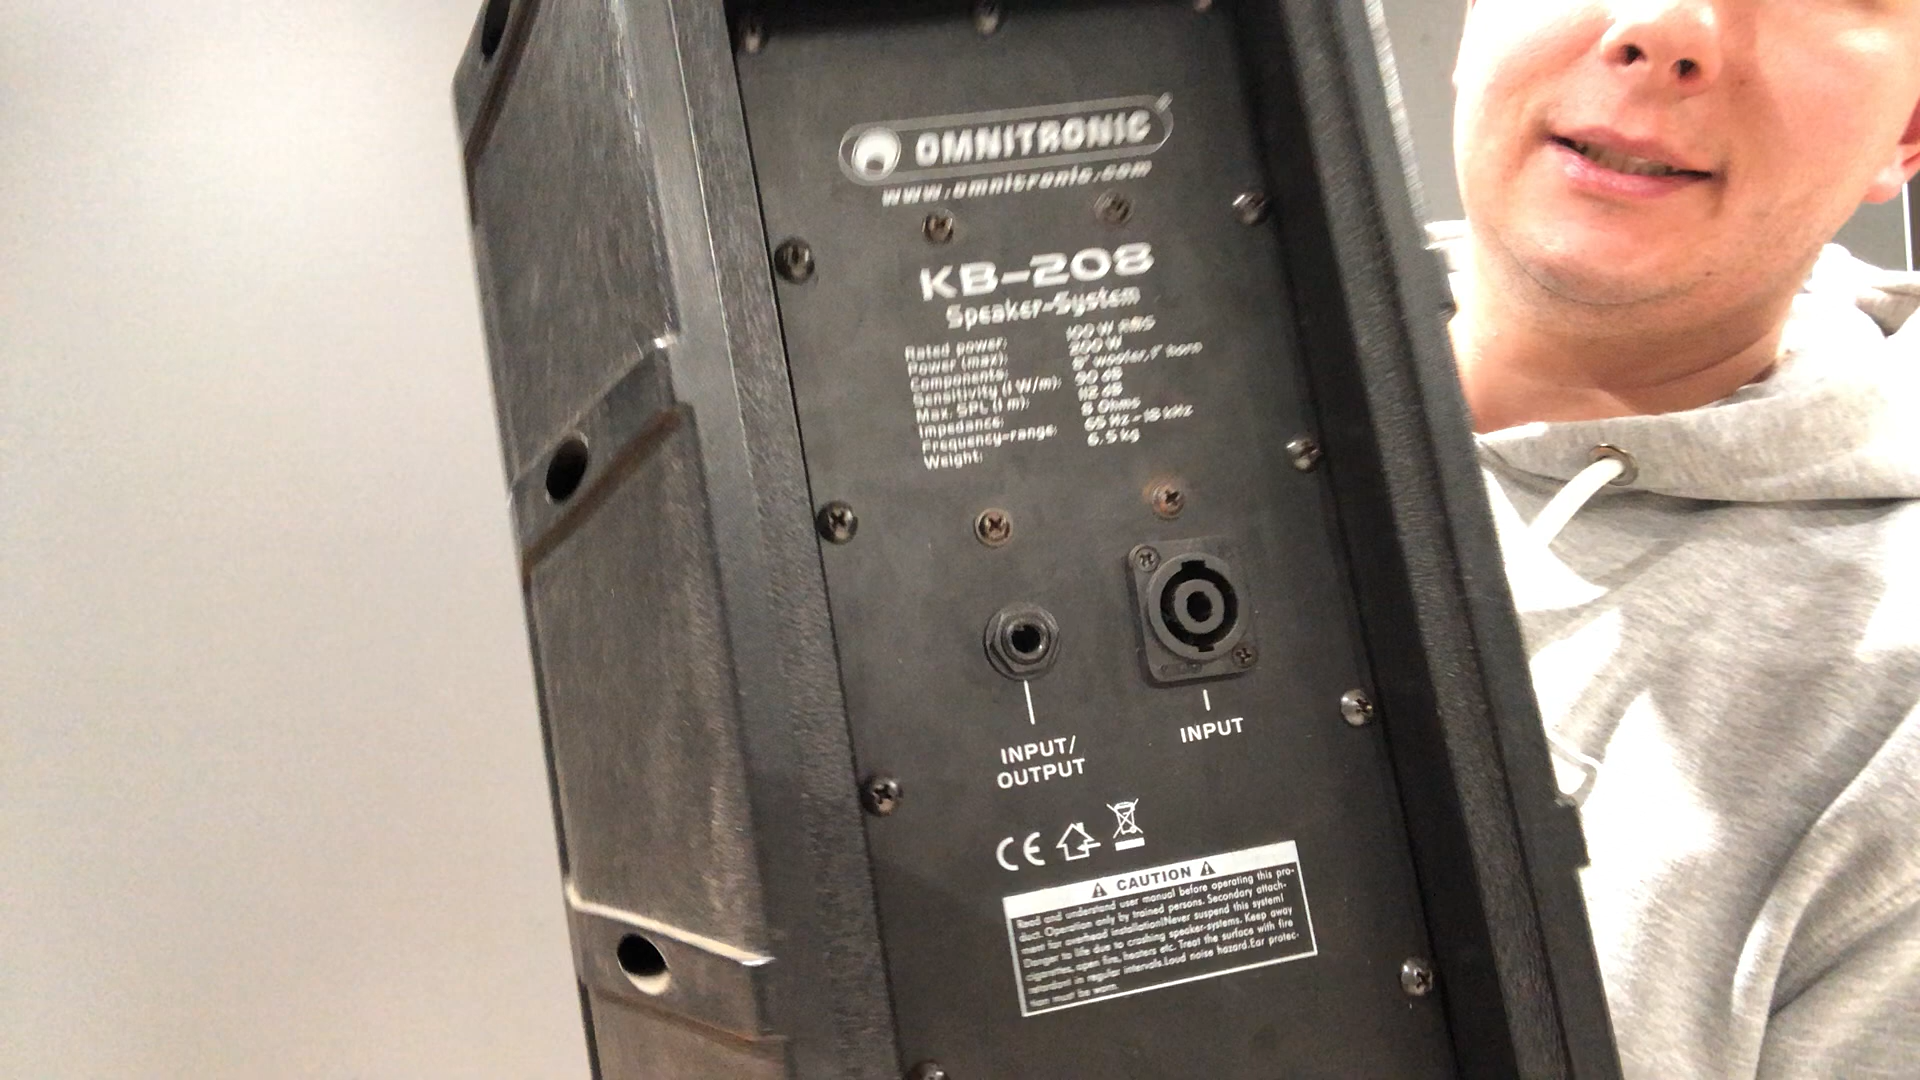 OMNITRONIC
www.omnitronic.com
KB-208
Speaker-System
Rated power: 100 W RMS
Power (max): 200 W
Components: 8" woofer, 1" horn
Sensitivity (1 W/m): 90 dB
Max. SPL (1 m): 112 dB
Impedance: 8 Ohms
Frequency-range: 65 Hz - 18 kHz
Weight: 6.5 kg
INPUT/
OUTPUT
INPUT
CE
CAUTION
Read and understand user manual before operating this pro-
duct. Operation only by trained persons. Secondary attach-
ment for overhead installation!Never suspend this system!
Danger to life due to crashing speaker-systems. Keep away
cigarettes, open fire, heaters etc. Treat the surface with fire
retardant in regular intervals.Loud noise hazard.Ear protec-
tion must be worn.